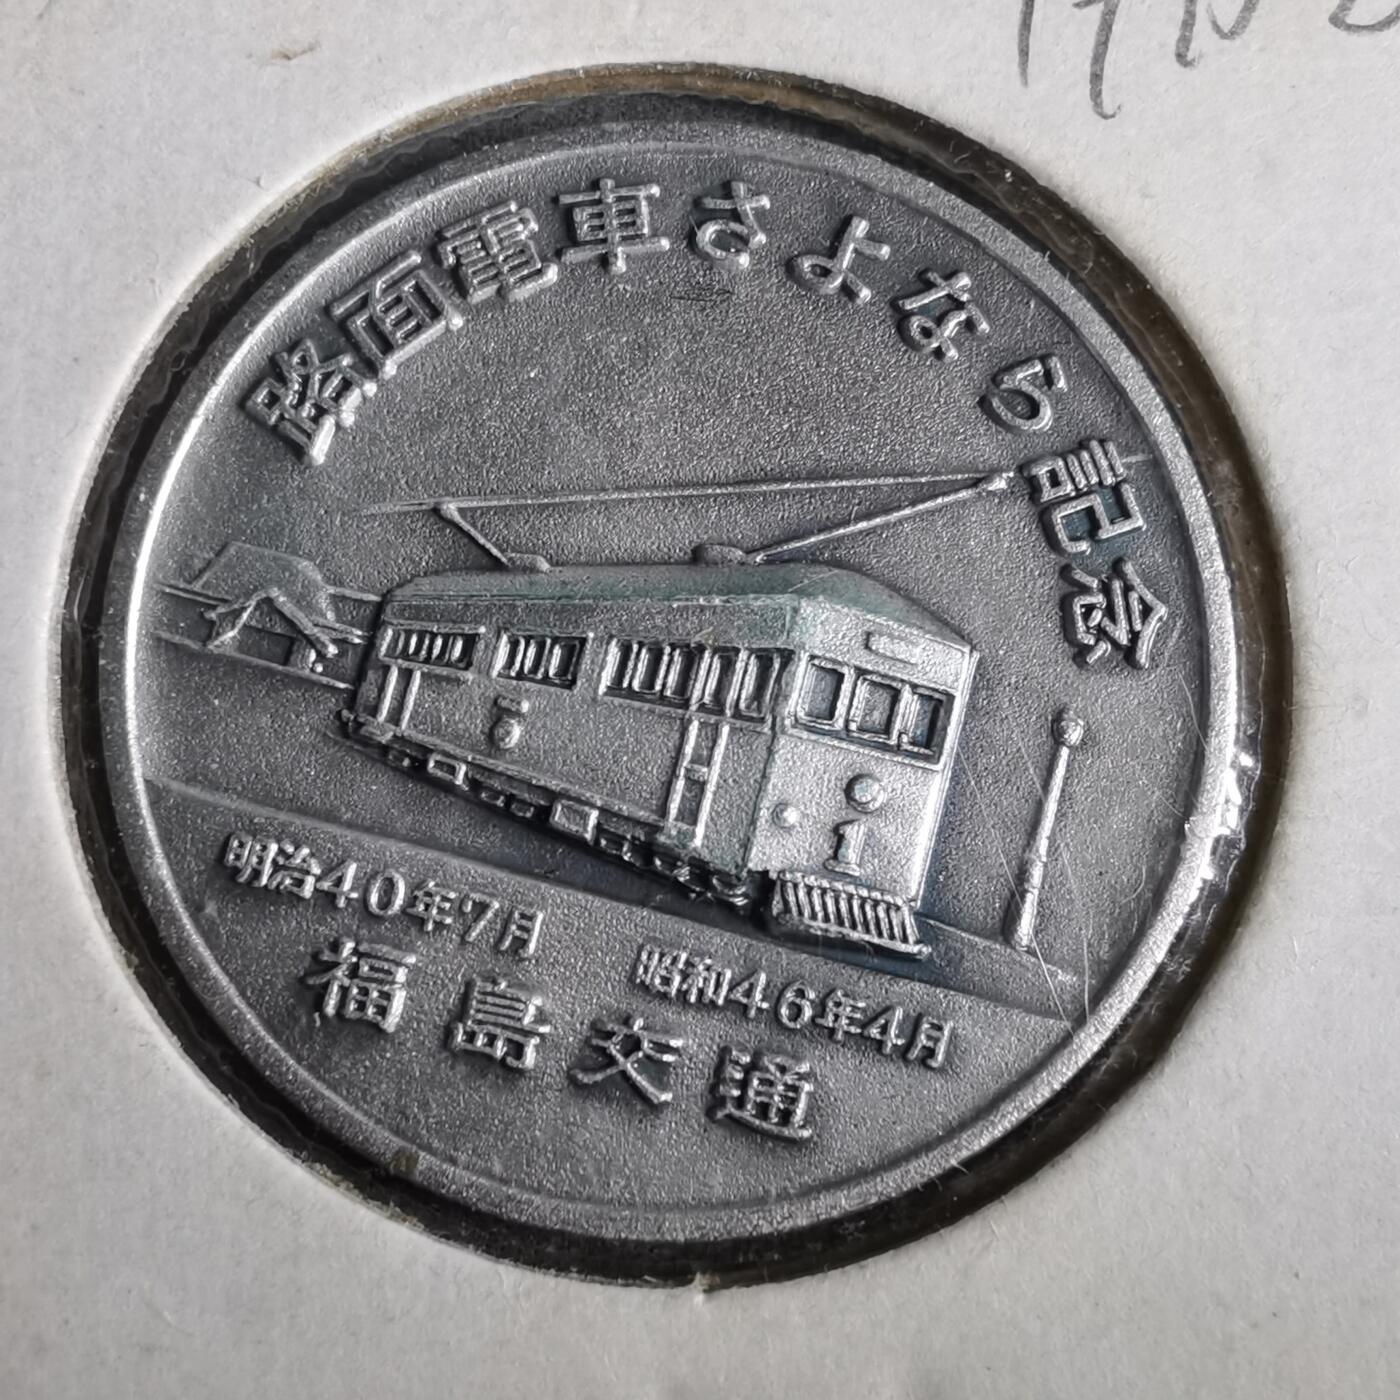 路面電車さよなら記念
明治40年7月
昭和46年4月
福島交通
1